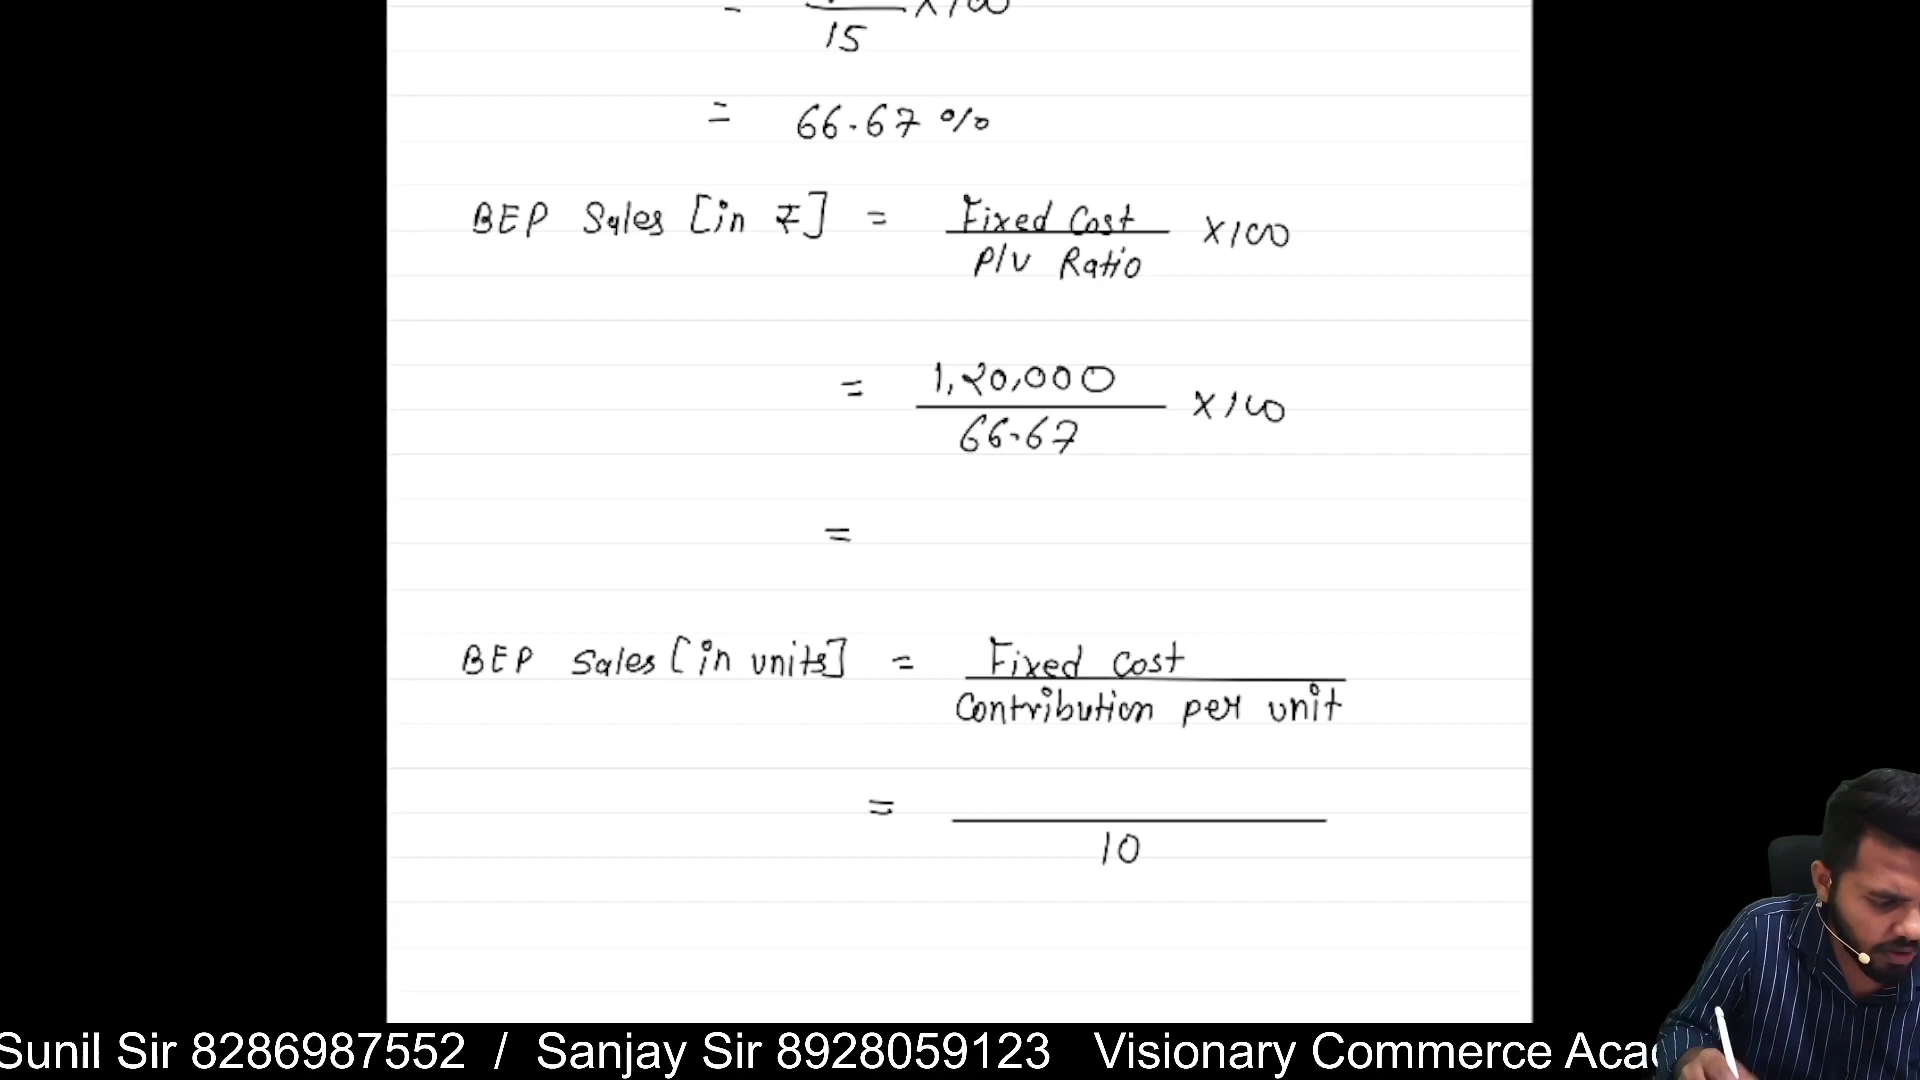 = — ×100
15
= 66.67 %
BEP Sales [in ₹] = Fixed Cost ×100
P/V Ratio
= 1,20,000 ×100
66.67
=
BEP Sales [in units] = Fixed Cost
Contribution per unit
=
10
Sunil Sir 8286987552 / Sanjay Sir 8928059123 Visionary Commerce Aca